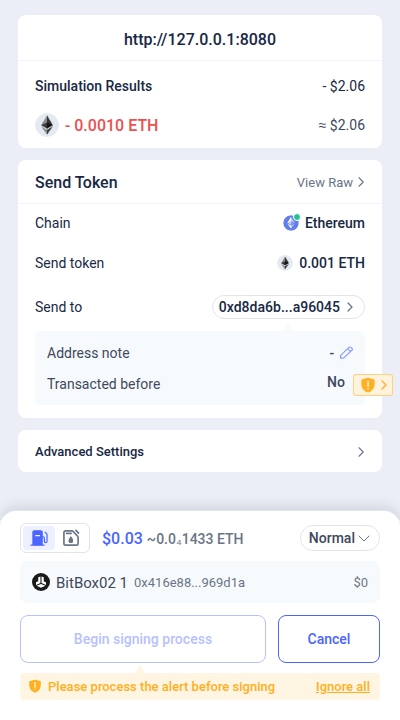 http://127.0.0.1:8080
Simulation Results - $2.06
- 0.0010 ETH ≈ $2.06
Send Token View Raw
Chain Ethereum
Send token 0.001 ETH
Send to 0xd8da6b...a96045
Address note -
Transacted before No
Advanced Settings
$0.03 ~0.0₄1433 ETH Normal
BitBox02 1 0x416e88...969d1a $0
Begin signing process Cancel
Please process the alert before signing Ignore all